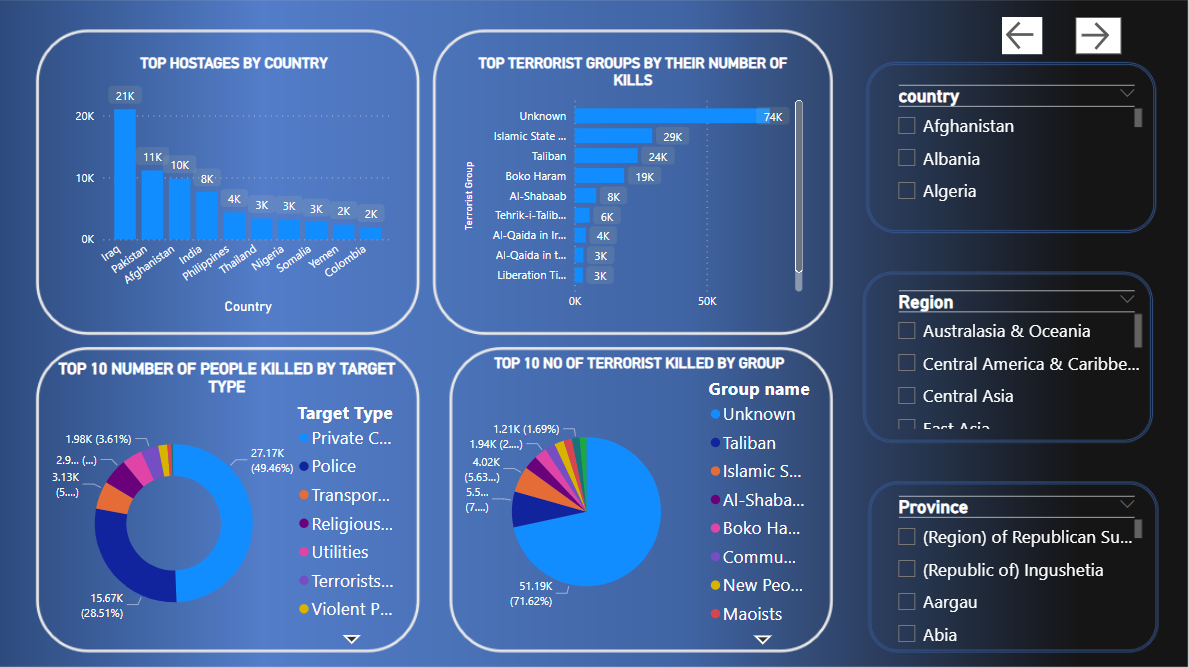 TOP HOSTAGES BY COUNTRY
21K
20K
11K
10K
10K
8K
4K
3K
3K
3K
2K
2K
0K
Iraq
Pakistan
Afghanistan
India
Philippines
Thailand
Nigeria
Somalia
Yemen
Colombia
Country
TOP TERRORIST GROUPS BY THEIR NUMBER OF
KILLS
Terrorist Group
Unknown
74K
Islamic State ...
29K
Taliban
24K
Boko Haram
19K
Al-Shabaab
8K
Tehrik-i-Talib...
6K
Al-Qaida in Ir...
4K
Al-Qaida in t...
3K
Liberation Ti...
3K
0K
50K
country
Afghanistan
Albania
Algeria
Region
Australasia & Oceania
Central America & Caribbe...
Central Asia
East Asia
Province
(Region) of Republican Su...
(Republic of) Ingushetia
Aargau
Abia
TOP 10 NUMBER OF PEOPLE KILLED BY TARGET
TYPE
1.98K (3.61%)
2.9... (...)
3.13K
(5....)
27.17K
(49.46%)
15.67K
(28.51%)
Target Type
Private C...
Police
Transpor...
Religious...
Utilities
Terrorists...
Violent P...
TOP 10 NO OF TERRORIST KILLED BY GROUP
1.21K (1.69%)
1.94K (2....)
4.02K
(5.63...)
5.5...
(7....)
51.19K
(71.62%)
Group name
Unknown
Taliban
Islamic S...
Al-Shaba...
Boko Ha...
Commu...
New Peo...
Maoists